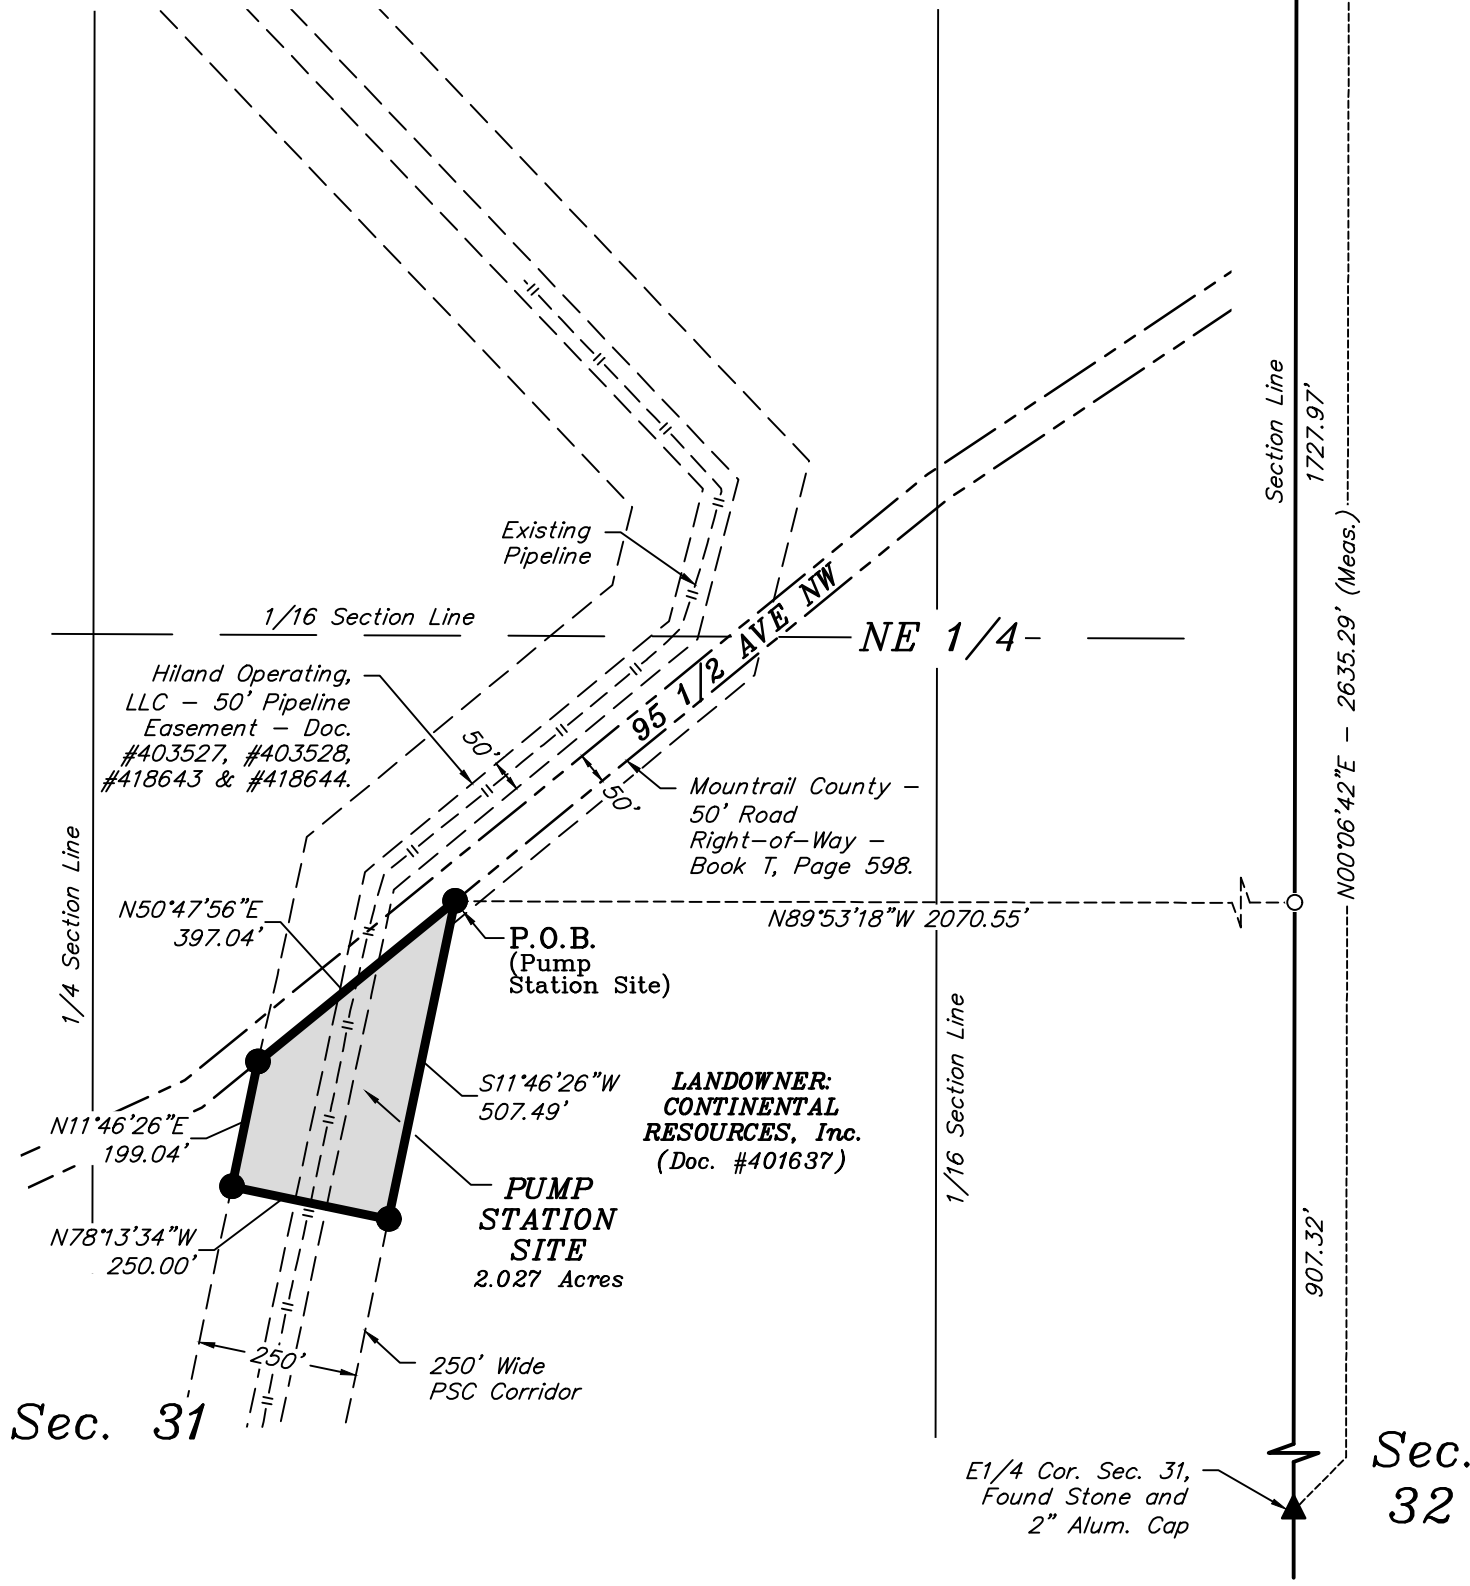 Section Line
1727.97'
N00°06'42"E - 2635.29' (Meas.)
Existing
Pipeline
1/16 Section Line
95 1/2 AVE NW
NE 1/4
Hiland Operating,
LLC - 50' Pipeline
Easement - Doc.
#403527, #403528,
#418643 & #418644.
50'
50'
Mountrail County -
50' Road
Right-of-Way -
Book T, Page 598.
1/4 Section Line
N50°47'56"E
397.04'
N89°53'18"W 2070.55'
P.O.B.
(Pump
Station Site)
1/16 Section Line
N11°46'26"E
199.04'
S11°46'26"W
507.49'
LANDOWNER:
CONTINENTAL
RESOURCES, Inc.
(Doc. #401637)
PUMP
STATION
SITE
2.027 Acres
N78°13'34"W
250.00'
907.32'
250'
250' Wide
PSC Corridor
Sec. 31
E1/4 Cor. Sec. 31,
Found Stone and
2" Alum. Cap
Sec.
32